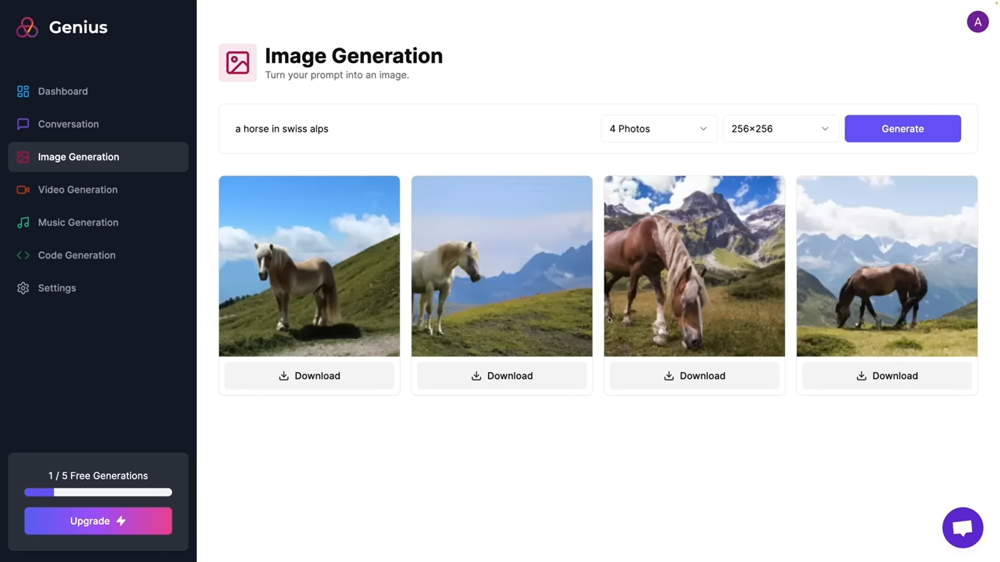 Genius
Dashboard
Conversation
Image Generation
Video Generation
Music Generation
Code Generation
Settings
1 / 5 Free Generations
Upgrade
A
Image Generation
Turn your prompt into an image.
a horse in swiss alps
4 Photos
256×256
Generate
Download
Download
Download
Download